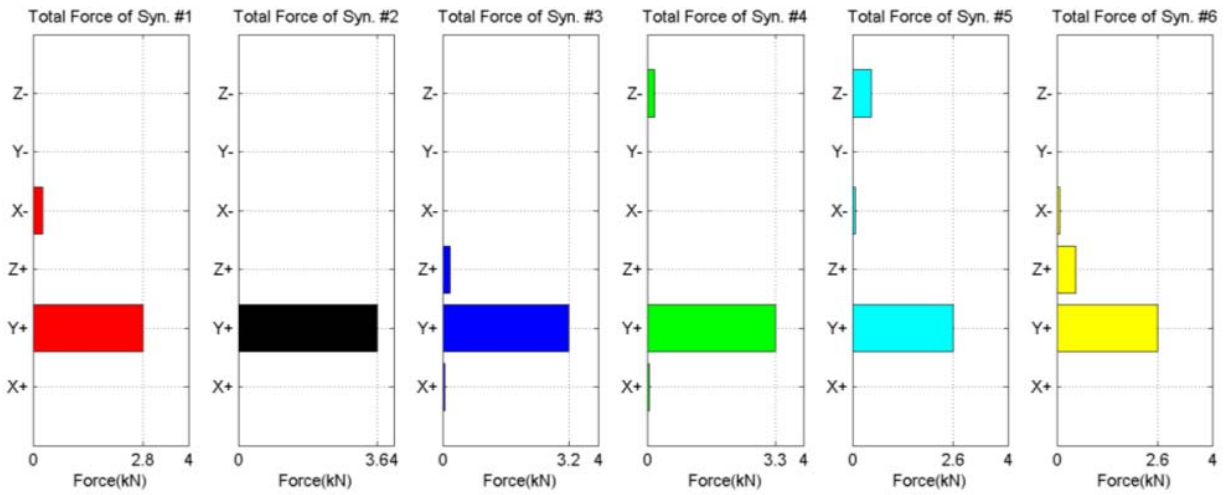 Total Force of Syn. #1
Z-
Y-
X-
Z+
Y+
X+
0 2.8 4
Force(kN)
Total Force of Syn. #2
Z-
Y-
X-
Z+
Y+
X+
0 3.64
Force(kN)
Total Force of Syn. #3
Z-
Y-
X-
Z+
Y+
X+
0 3.2 4
Force(kN)
Total Force of Syn. #4
Z-
Y-
X-
Z+
Y+
X+
0 3.3 4
Force(kN)
Total Force of Syn. #5
Z-
Y-
X-
Z+
Y+
X+
0 2.6 4
Force(kN)
Total Force of Syn. #6
Z-
Y-
X-
Z+
Y+
X+
0 2.6 4
Force(kN)